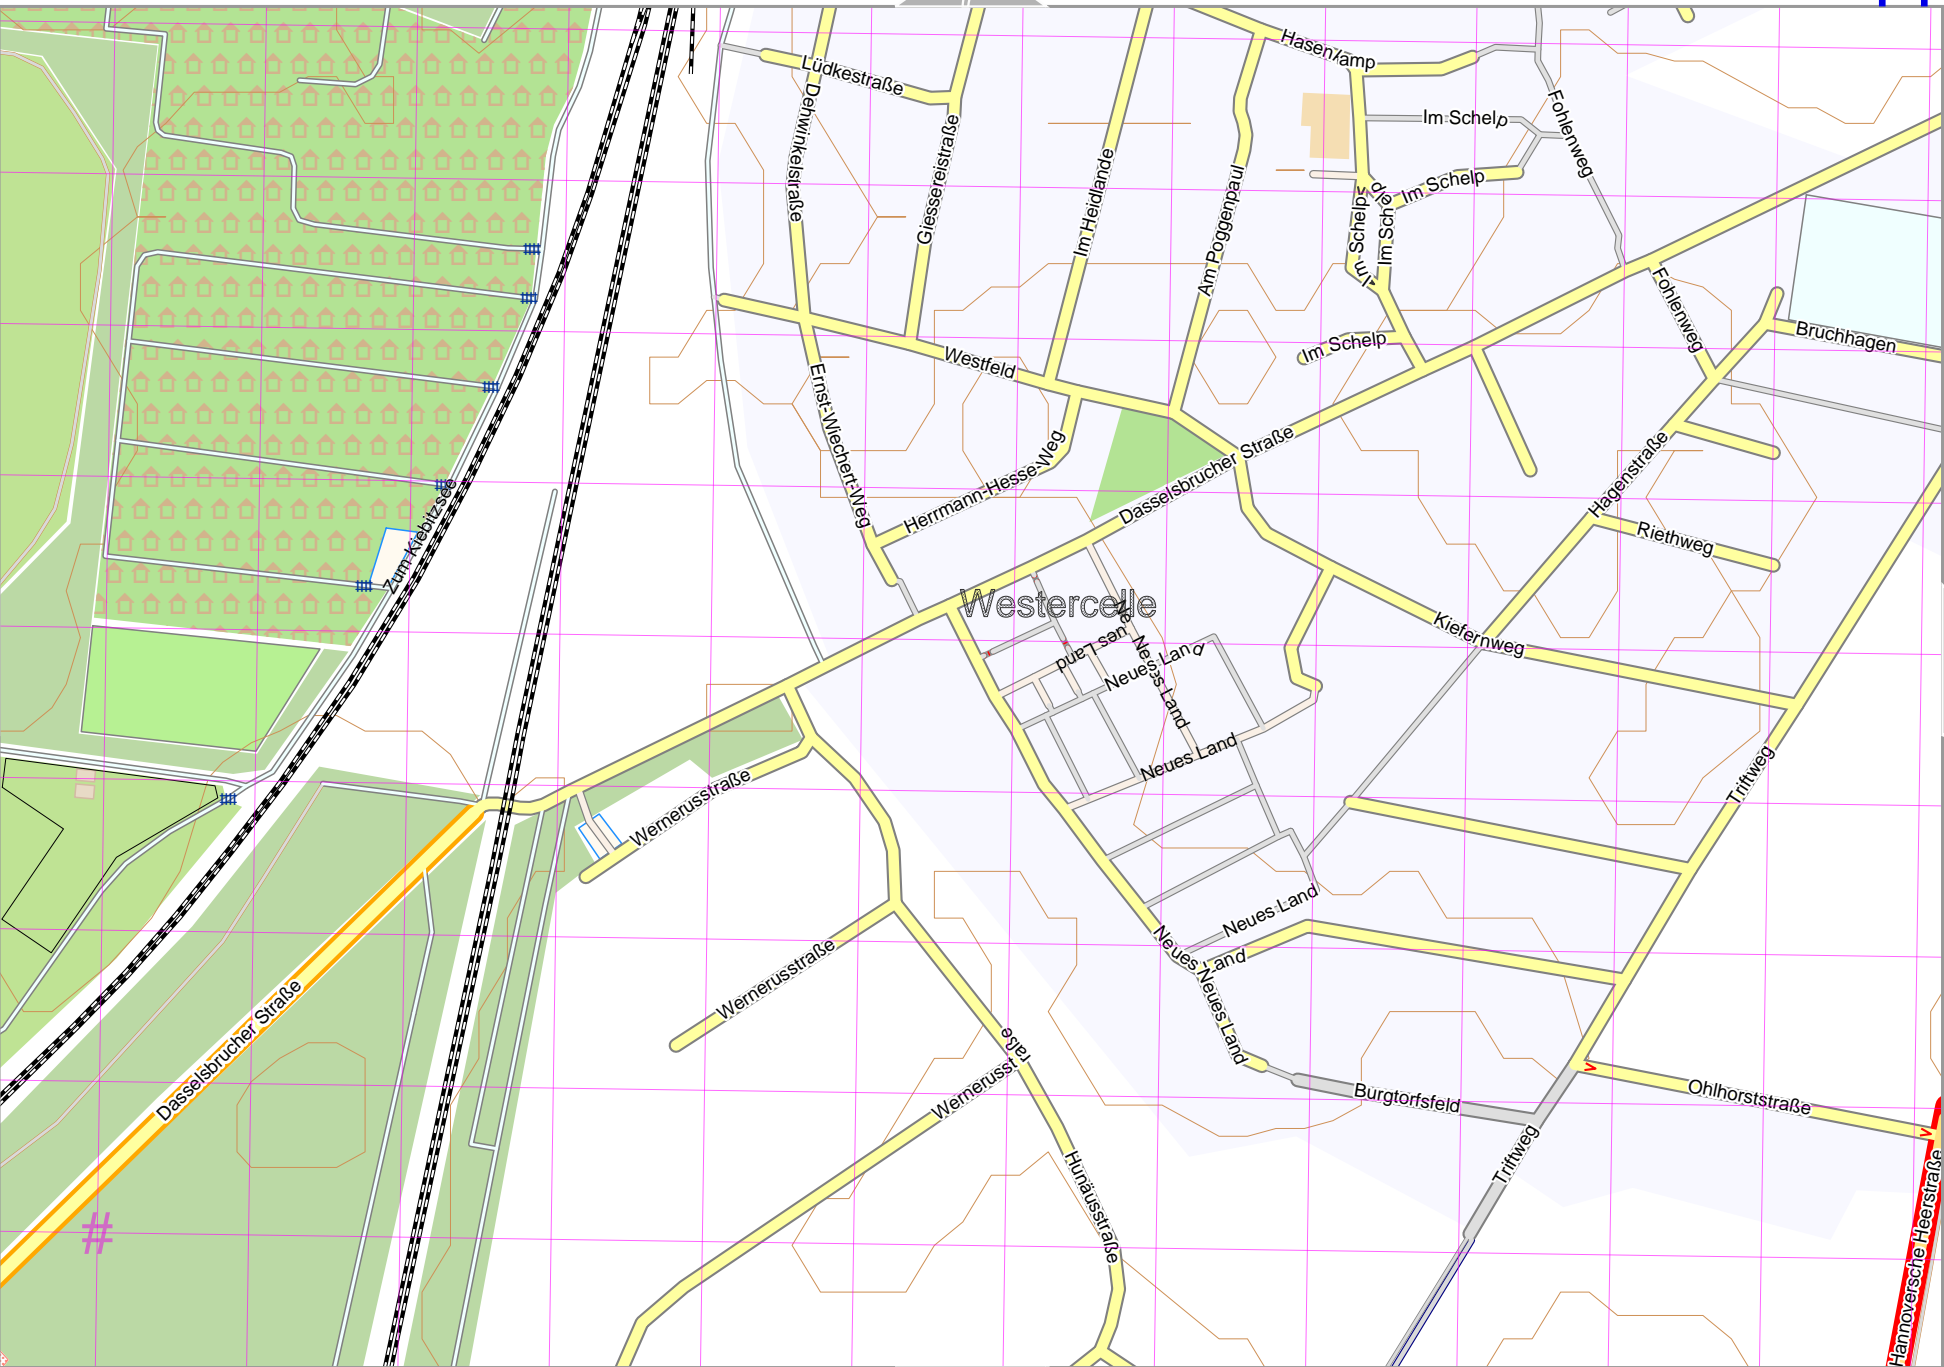 Hasenkamp
Lüdkestraße
Dehwinkelstraße
Giessereistraße
Im Heidlande
Am Poggenpaul
Im Schelp
Fohlenweg
Im Schelp
Im Schelp
Im Schelp
Im Schelp
Fohlenweg
Bruchhagen
Westfeld
Ernst-Wiechert-Weg
Herrmann-Hesse-Weg
Dasselsbrucher Straße
Hagenstraße
Riethweg
Zum Kiebitzsee
Westercelle
Kiefernweg
Neues Land
Neues Land
Neues Land
Triftweg
Wernerusstraße
Neues Land
Neues Land
Neues Land
Wernerusstraße
Neues Land
Dasselsbrucher Straße
Wernerusstraße
Burgtorfsfeld
Ohlhorststraße
Triftweg
Hunäusstraße
Hannoversche Heerstraße
#